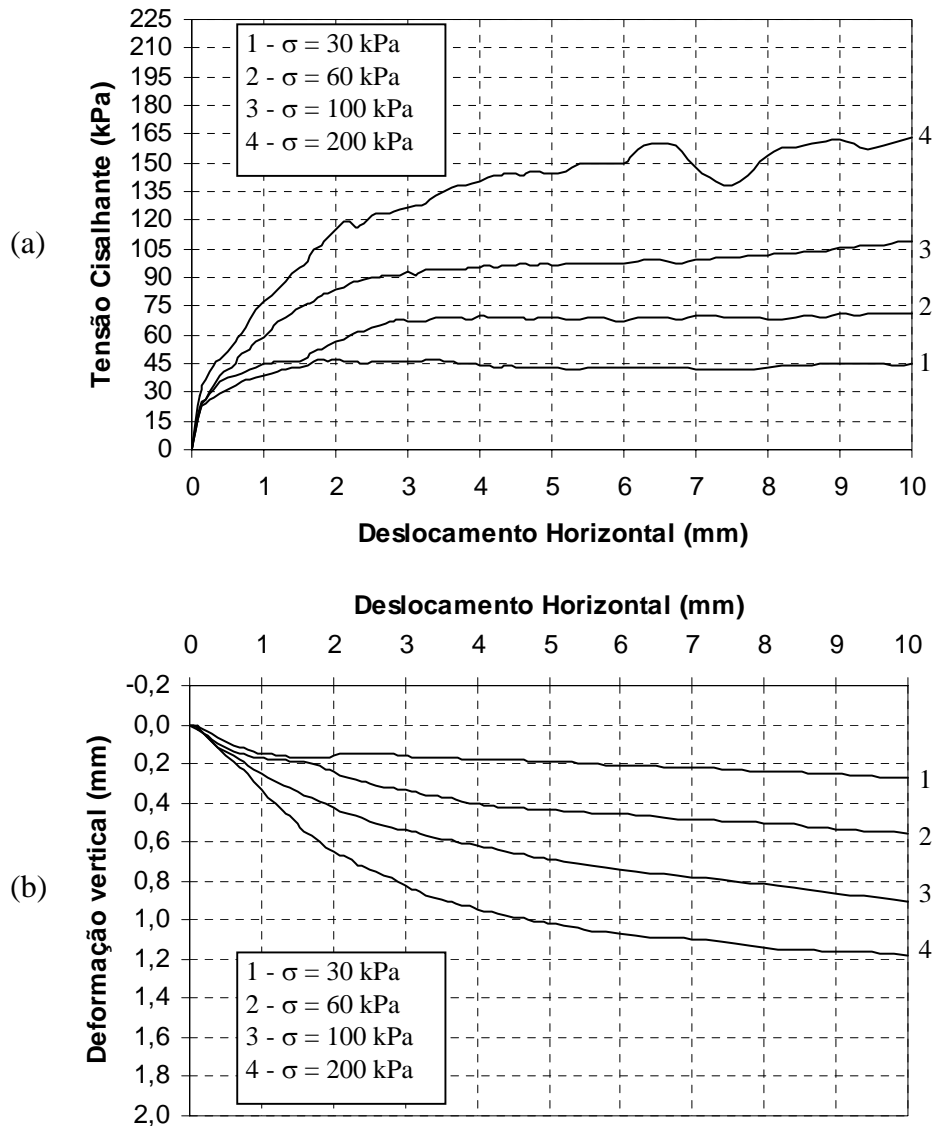 (a)
Tensão Cisalhante (kPa)
225
210
195
180
165
150
135
120
105
90
75
60
45
30
15
0
1 - σ = 30 kPa
2 - σ = 60 kPa
3 - σ = 100 kPa
4 - σ = 200 kPa
4
3
2
1
0 1 2 3 4 5 6 7 8 9 10
Deslocamento Horizontal (mm)
(b)
Deslocamento Horizontal (mm)
0 1 2 3 4 5 6 7 8 9 10
Deformação vertical (mm)
-0,2
0,0
0,2
0,4
0,6
0,8
1,0
1,2
1,4
1,6
1,8
2,0
1
2
3
4
1 - σ = 30 kPa
2 - σ = 60 kPa
3 - σ = 100 kPa
4 - σ = 200 kPa